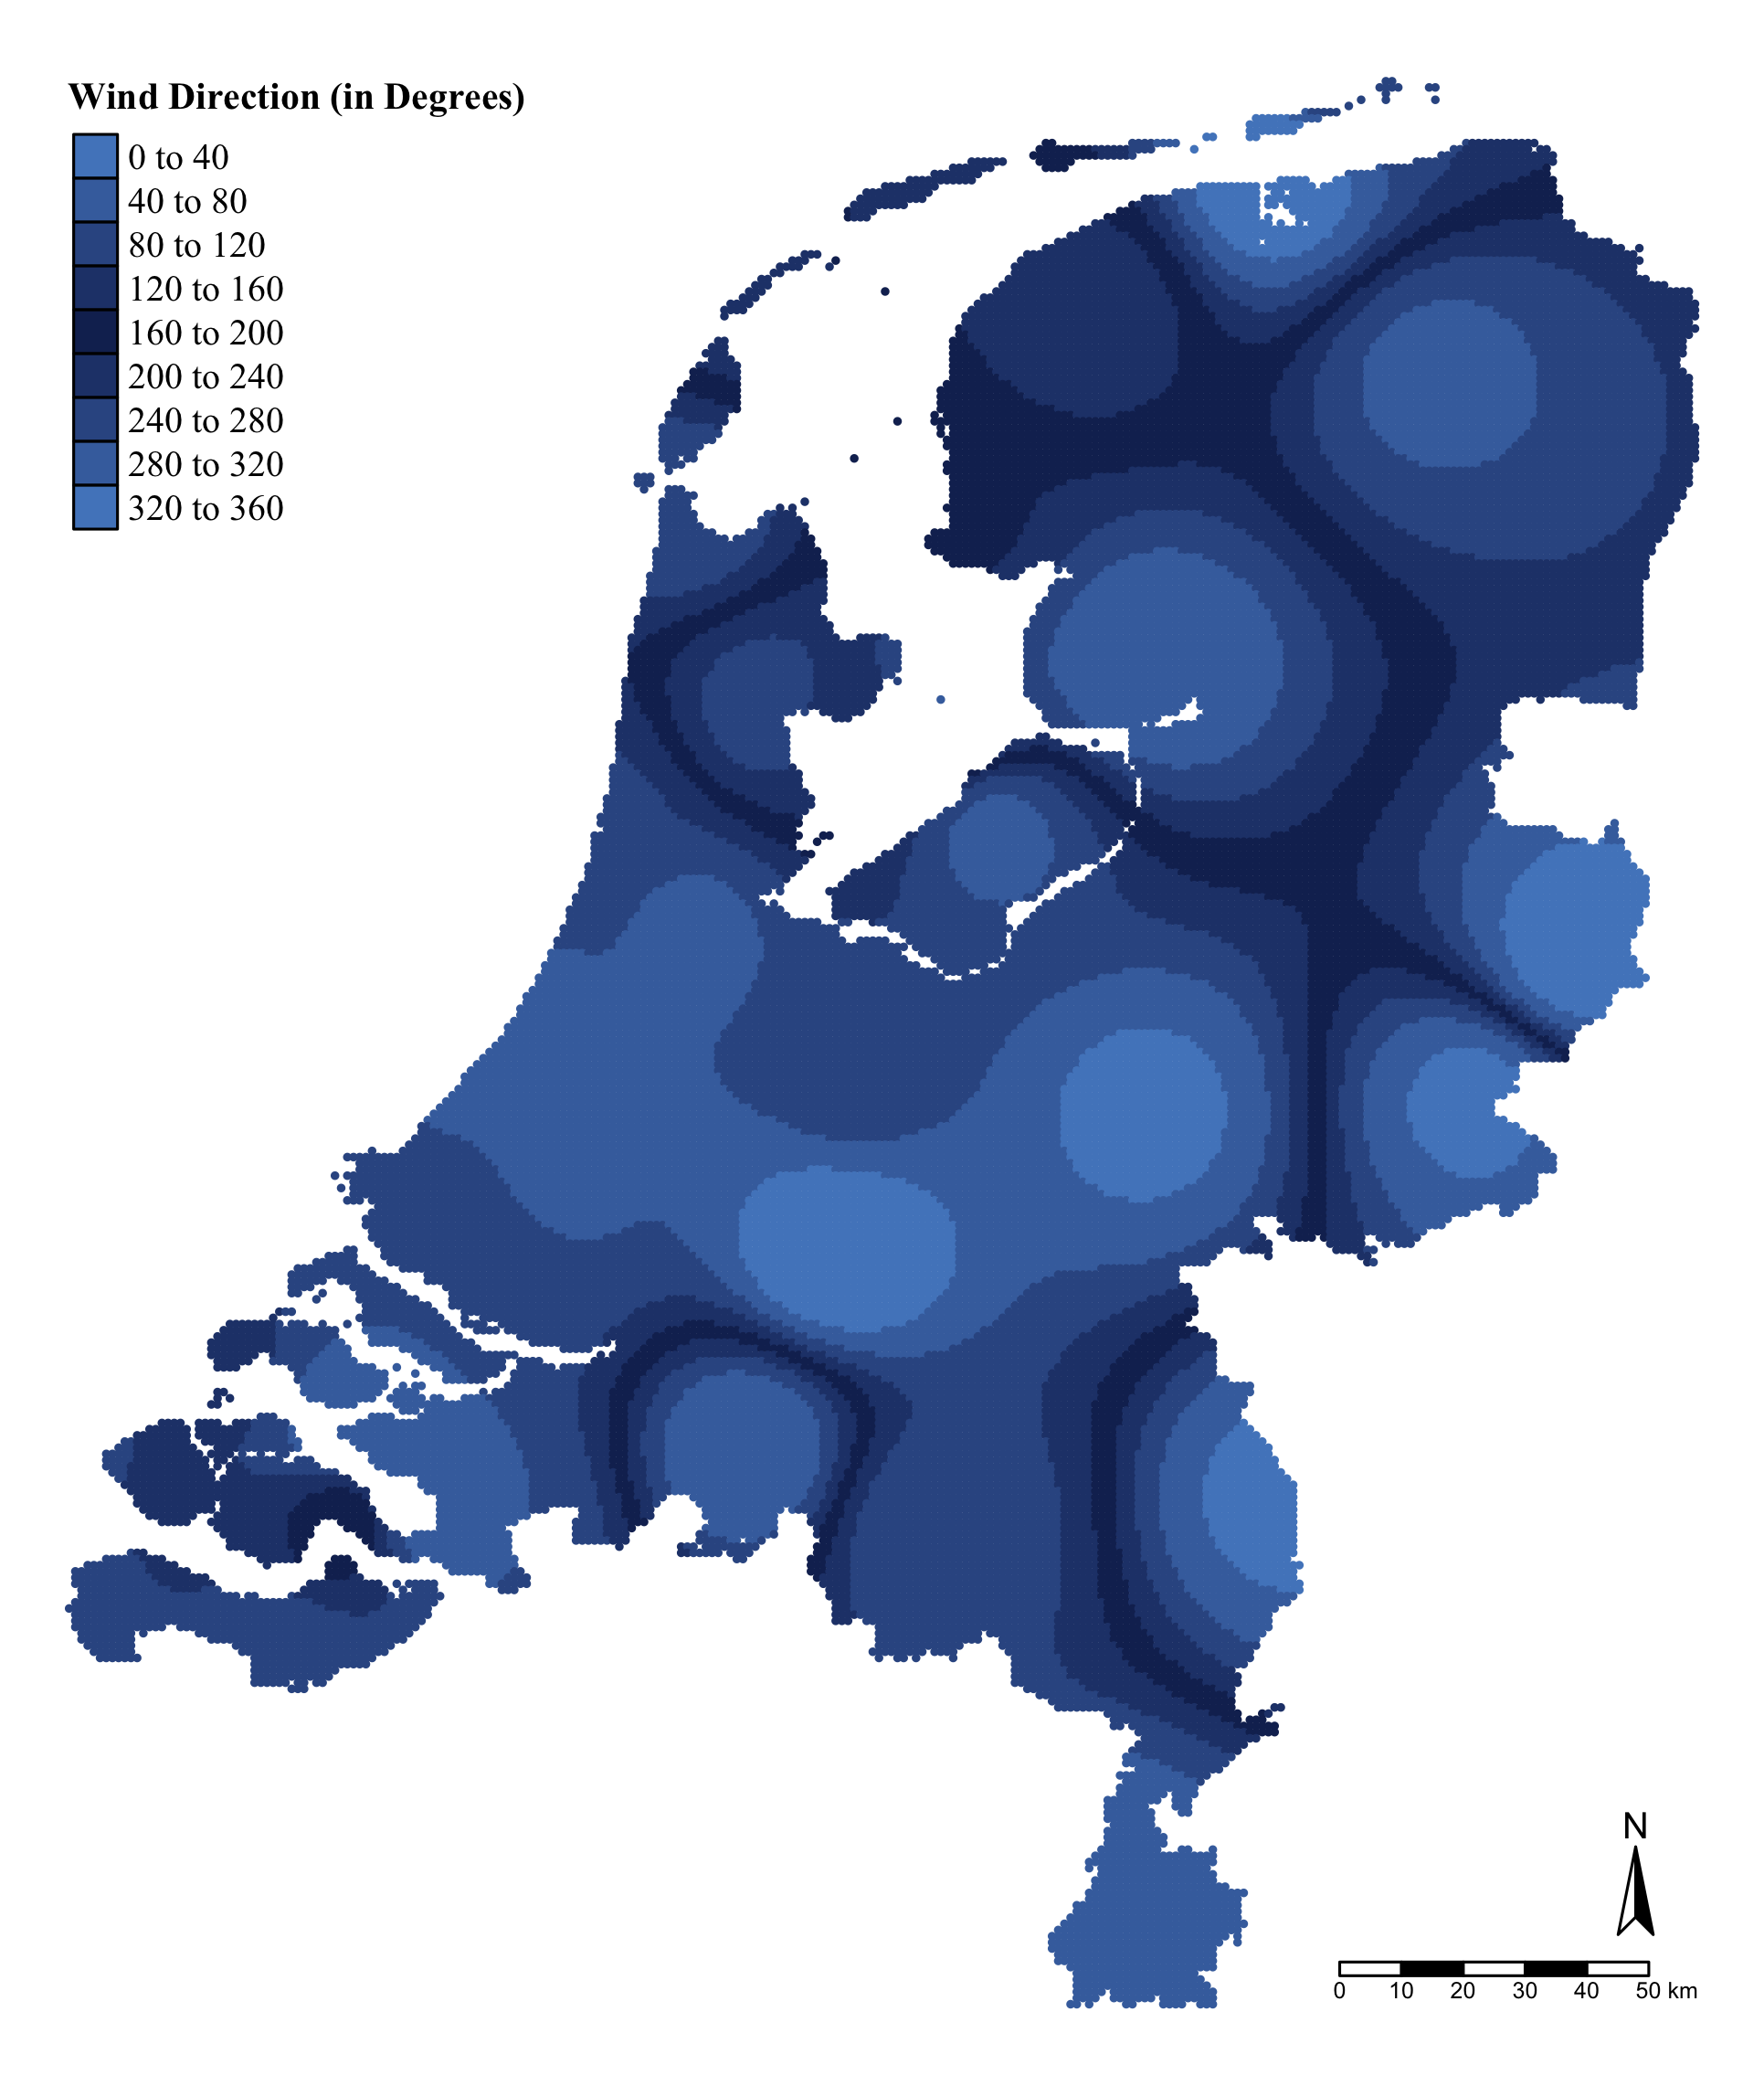 Wind Direction (in Degrees)
0 to 40
40 to 80
80 to 120
120 to 160
160 to 200
200 to 240
240 to 280
280 to 320
320 to 360
N
0 10 20 30 40 50 km